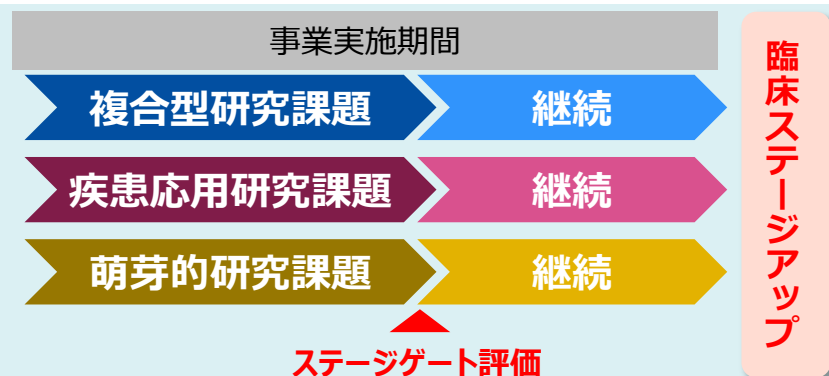 事業実施期間
複合型研究課題
継続
疾患応用研究課題
継続
萌芽的研究課題
継続
ステージゲート評価
臨床ステージアップ